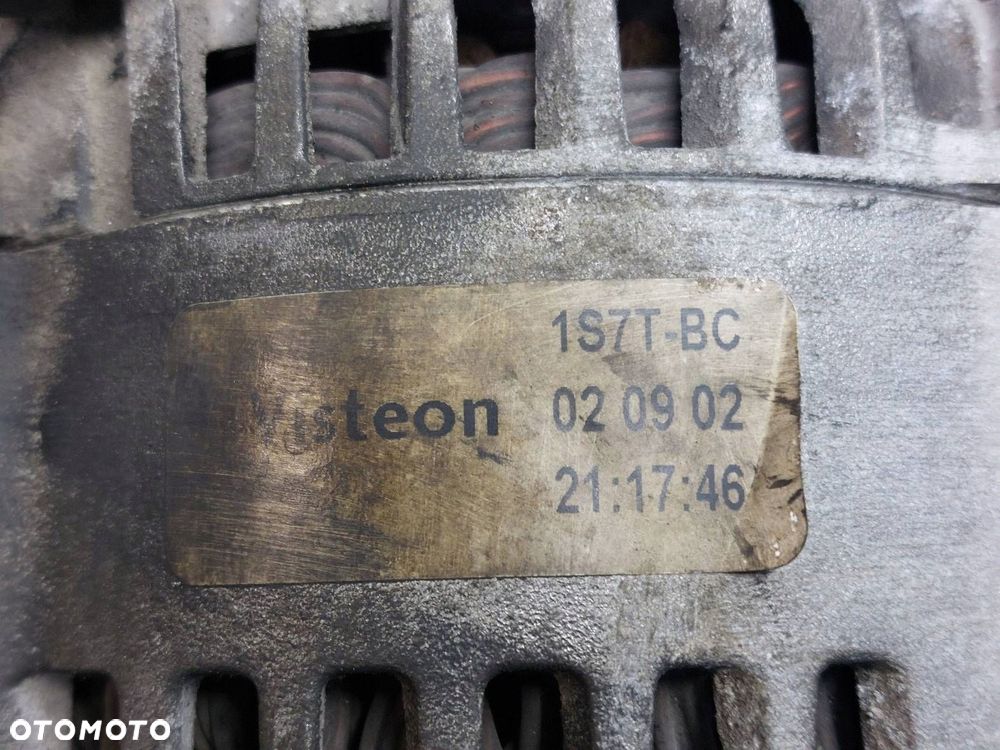 1S7T-BC
Visteon 02 09 02
21:17:46
OTOMOTO